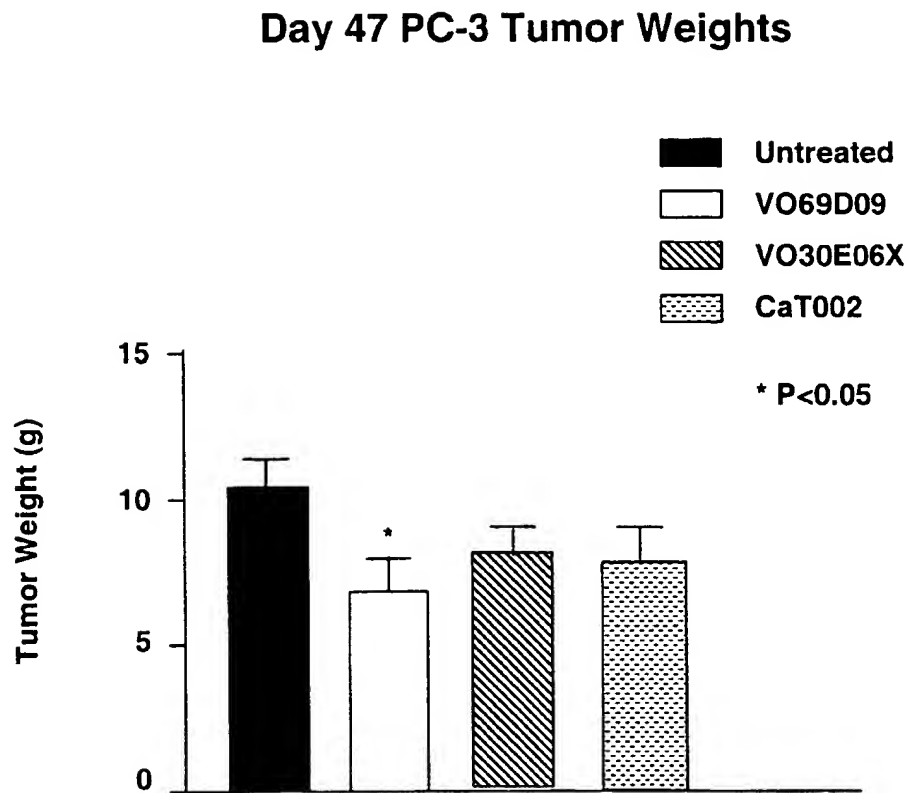 Day 47 PC-3 Tumor Weights
Untreated
VO69D09
VO30E06X
CaT002
* P<0.05
15
10
5
0
Tumor Weight (g)
*